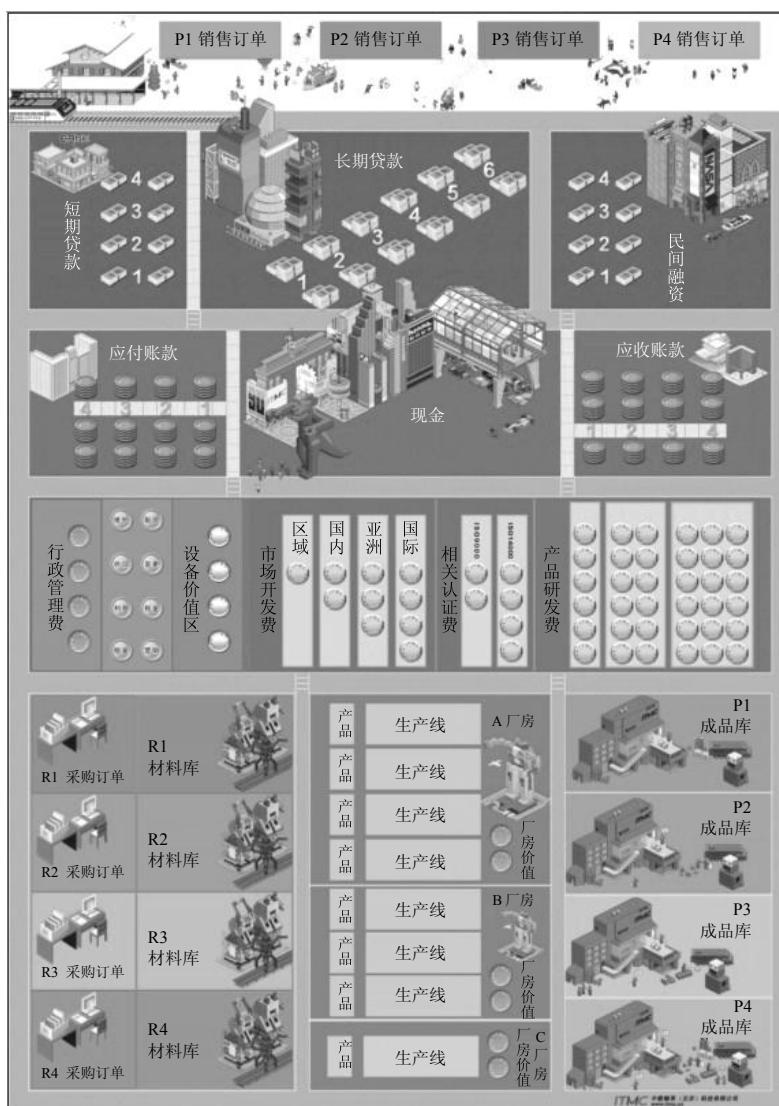 P1 销售订单
P2 销售订单
P3 销售订单
P4 销售订单
长期贷款
短期贷款
民间融资
4
3
2
1
1
2
3
4
5
6
4
3
2
1
应付账款
现金
应收账款
4 3 2 1
1 2 3 4
行政管理费
设备价值区
市场开发费
区域
国内
亚洲
国际
相关认证费
ISO9000
ISO14000
产品研发费
R1 采购订单
R1
材料库
R2 采购订单
R2
材料库
R3 采购订单
R3
材料库
R4 采购订单
R4
材料库
产品
生产线
产品
生产线
产品
生产线
产品
生产线
A 厂房
厂房价值
产品
生产线
产品
生产线
产品
生产线
B 厂房
厂房价值
产品
生产线
C 厂房
厂房价值
P1
成品库
P2
成品库
P3
成品库
P4
成品库
ITMC